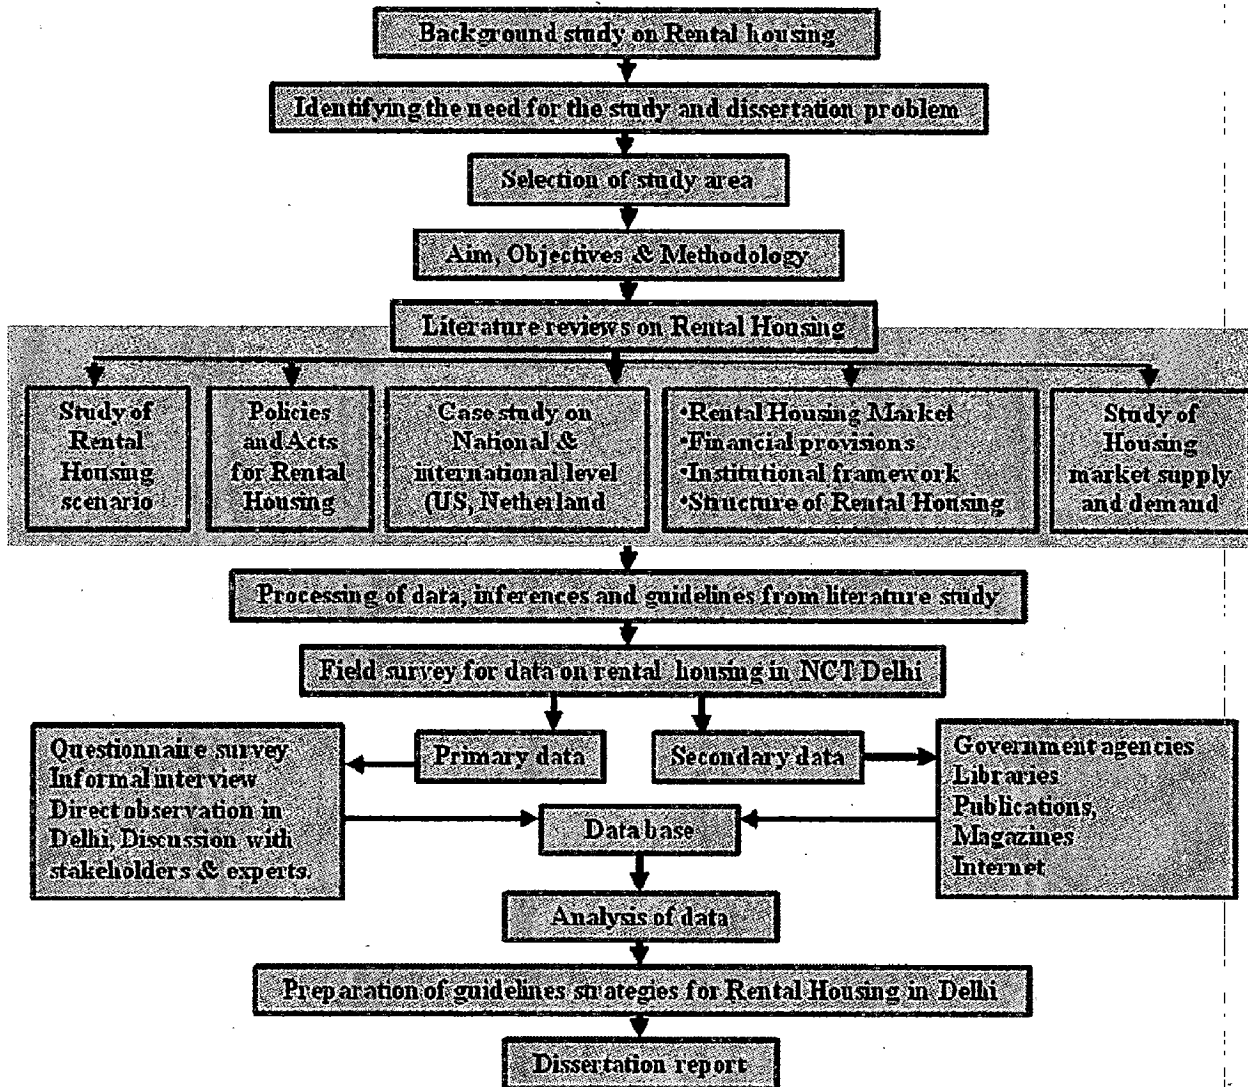 Background study on Rental housing
Identifying the need for the study and dissertation problem
Selection of study area
Aim, Objectives & Methodology
Literature reviews on Rental Housing
Study of
Rental
Housing
scenario
Policies
and Acts
for Rental
Housing
Case study on
National &
international level
(US, Netherland
•Rental Housing Market
•Financial provisions
•Institutional framework
•Structure of Rental Housing
Study of
Housing
market supply
and demand
Processing of data, inferences and guidelines from literature study
Field survey for data on rental housing in NCT Delhi
Primary data
Secondary data
Questionnaire survey
Informal interview
Direct observation in
Delhi, Discussion with
stakeholders & experts.
Government agencies
Libraries
Publications,
Magazines
Internet
Data base
Analysis of data
Preparation of guidelines strategies for Rental Housing in Delhi
Dissertation report